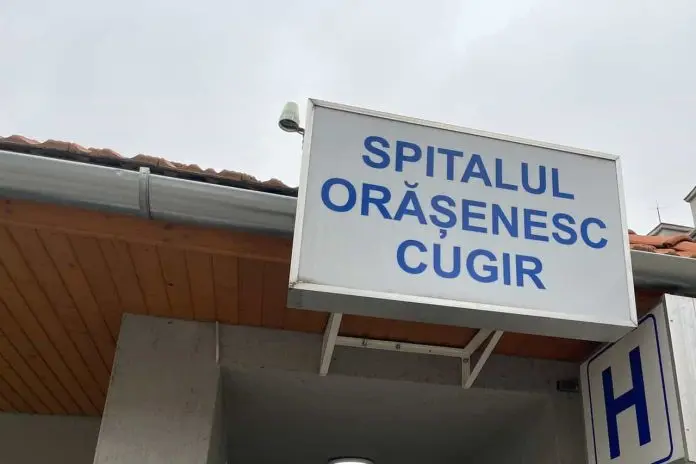 SPITALUL
ORĂȘENESC
CUGIR
H